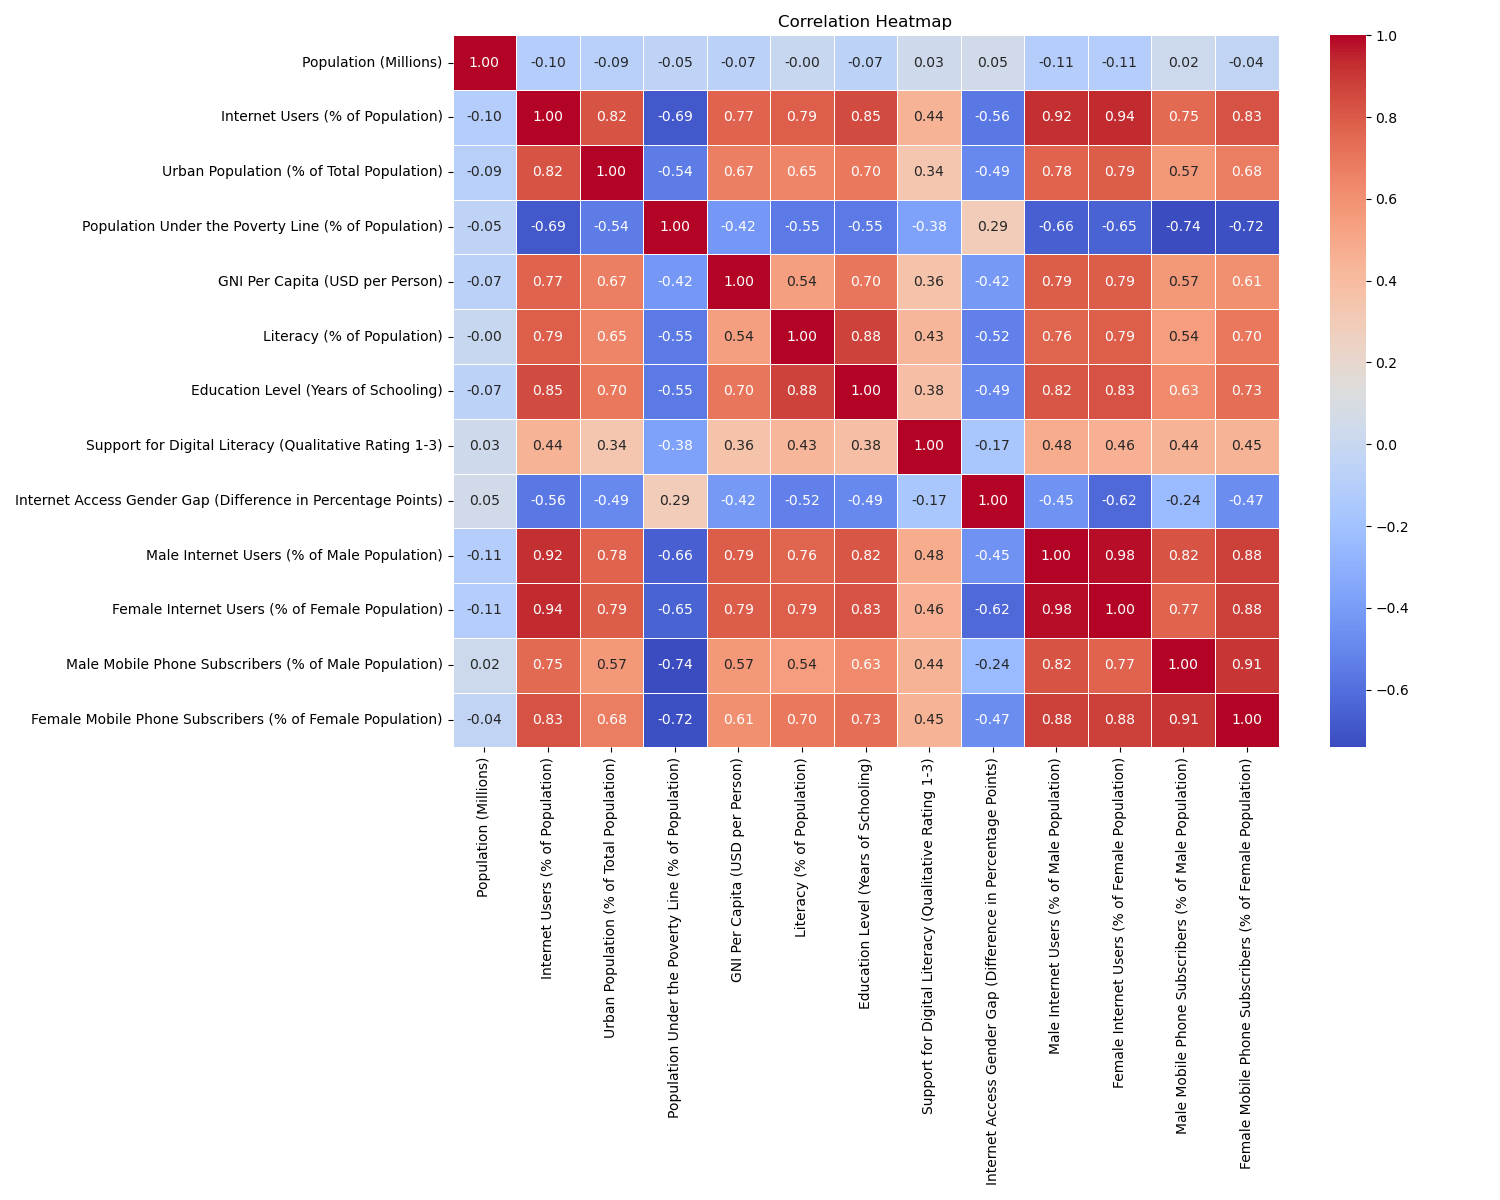 Correlation Heatmap
Population (Millions) 1.00 -0.10 -0.09 -0.05 -0.07 -0.00 -0.07 0.03 0.05 -0.11 -0.11 0.02 -0.04
Internet Users (% of Population) -0.10 1.00 0.82 -0.69 0.77 0.79 0.85 0.44 -0.56 0.92 0.94 0.75 0.83
Urban Population (% of Total Population) -0.09 0.82 1.00 -0.54 0.67 0.65 0.70 0.34 -0.49 0.78 0.79 0.57 0.68
Population Under the Poverty Line (% of Population) -0.05 -0.69 -0.54 1.00 -0.42 -0.55 -0.55 -0.38 0.29 -0.66 -0.65 -0.74 -0.72
GNI Per Capita (USD per Person) -0.07 0.77 0.67 -0.42 1.00 0.54 0.70 0.36 -0.42 0.79 0.79 0.57 0.61
Literacy (% of Population) -0.00 0.79 0.65 -0.55 0.54 1.00 0.88 0.43 -0.52 0.76 0.79 0.54 0.70
Education Level (Years of Schooling) -0.07 0.85 0.70 -0.55 0.70 0.88 1.00 0.38 -0.49 0.82 0.83 0.63 0.73
Support for Digital Literacy (Qualitative Rating 1-3) 0.03 0.44 0.34 -0.38 0.36 0.43 0.38 1.00 -0.17 0.48 0.46 0.44 0.45
Internet Access Gender Gap (Difference in Percentage Points) 0.05 -0.56 -0.49 0.29 -0.42 -0.52 -0.49 -0.17 1.00 -0.45 -0.62 -0.24 -0.47
Male Internet Users (% of Male Population) -0.11 0.92 0.78 -0.66 0.79 0.76 0.82 0.48 -0.45 1.00 0.98 0.82 0.88
Female Internet Users (% of Female Population) -0.11 0.94 0.79 -0.65 0.79 0.79 0.83 0.46 -0.62 0.98 1.00 0.77 0.88
Male Mobile Phone Subscribers (% of Male Population) 0.02 0.75 0.57 -0.74 0.57 0.54 0.63 0.44 -0.24 0.82 0.77 1.00 0.91
Female Mobile Phone Subscribers (% of Female Population) -0.04 0.83 0.68 -0.72 0.61 0.70 0.73 0.45 -0.47 0.88 0.88 0.91 1.00
Population (Millions)
Internet Users (% of Population)
Urban Population (% of Total Population)
Population Under the Poverty Line (% of Population)
GNI Per Capita (USD per Person)
Literacy (% of Population)
Education Level (Years of Schooling)
Support for Digital Literacy (Qualitative Rating 1-3)
Internet Access Gender Gap (Difference in Percentage Points)
Male Internet Users (% of Male Population)
Female Internet Users (% of Female Population)
Male Mobile Phone Subscribers (% of Male Population)
Female Mobile Phone Subscribers (% of Female Population)
1.0
0.8
0.6
0.4
0.2
0.0
−0.2
−0.4
−0.6